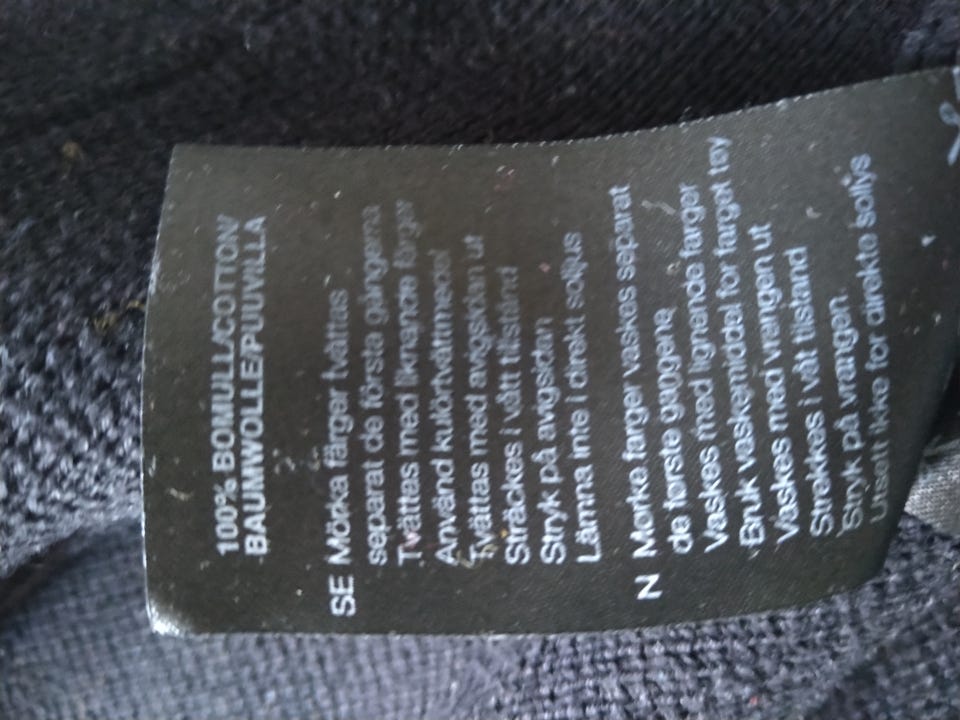 100% BOMULL/COTTON/
BAUMWOLLE/PUUVILLA
SE Mörka färger tvättas
separat de första gångerna
Tvättas med liknande färger
Använd kulörtvättmedel
Tvättas med avigsidan ut
Sträckes i vått tillstånd
Stryk på avigsidan
Lämna inte i direkt solljus
N Mørke farger vaskes separat
de første gangene
Vaskes med lignende farger
Bruk vaskemiddel for farget tøy
Vaskes med vrangen ut
Strekkes i våt tilstand
Stryk på vrangen
Utsatt ikke for direkte sollys